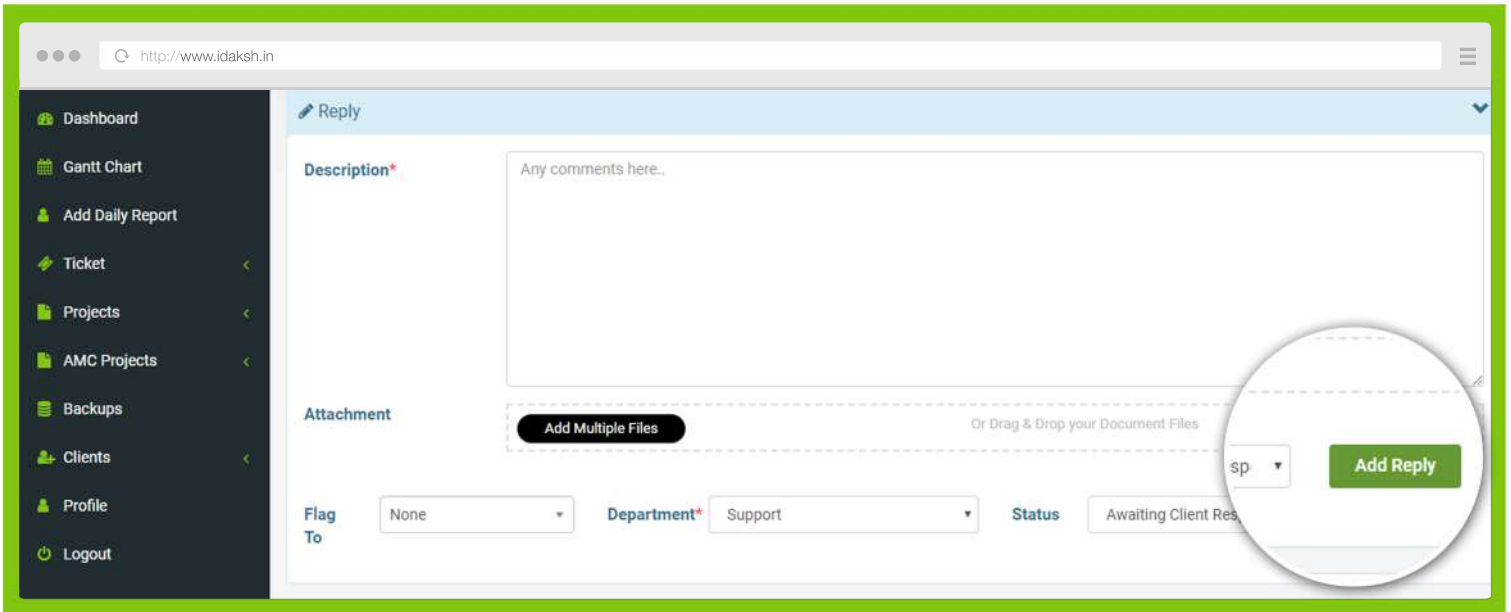 http://www.idaksh.in
Dashboard
Gantt Chart
Add Daily Report
Ticket
Projects
AMC Projects
Backups
Clients
Profile
Logout
Reply
Description*
Any comments here..
Attachment
Add Multiple Files
Or Drag & Drop your Document Files
Flag To
None
Department*
Support
Status
Awaiting Client Res
sp
Add Reply